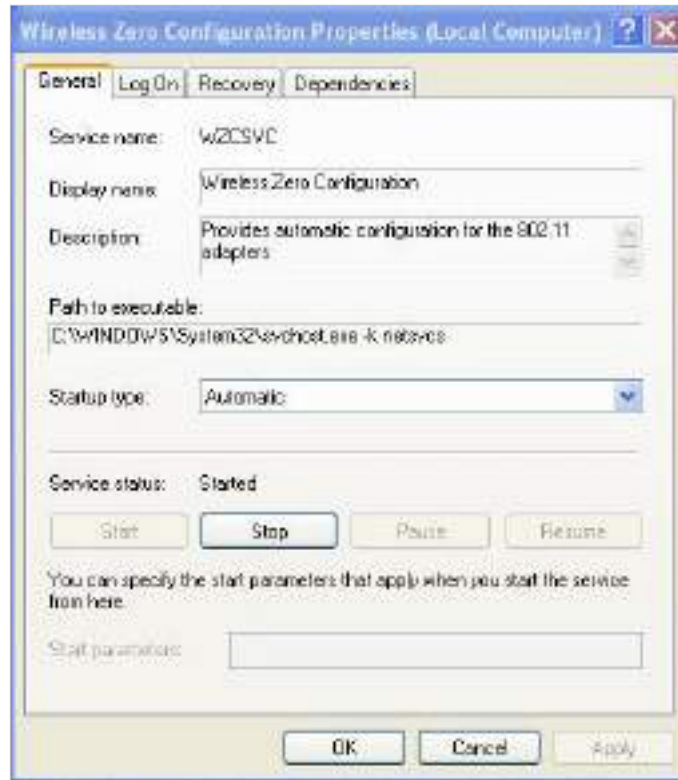 Wireless Zero Configuration Properties (Local Computer)
General Log On Recovery Dependencies
Service name: WZCSVC
Display name: Wireless Zero Configuration
Description: Provides automatic configuration for the 802.11
adapters
Path to executable:
C:\WINDOWS\System32\svchost.exe -k netsvcs
Startup type: Automatic
Service status: Started
Start Stop Pause Resume
You can specify the start parameters that apply when you start the service
from here.
Start parameters:
OK Cancel Apply